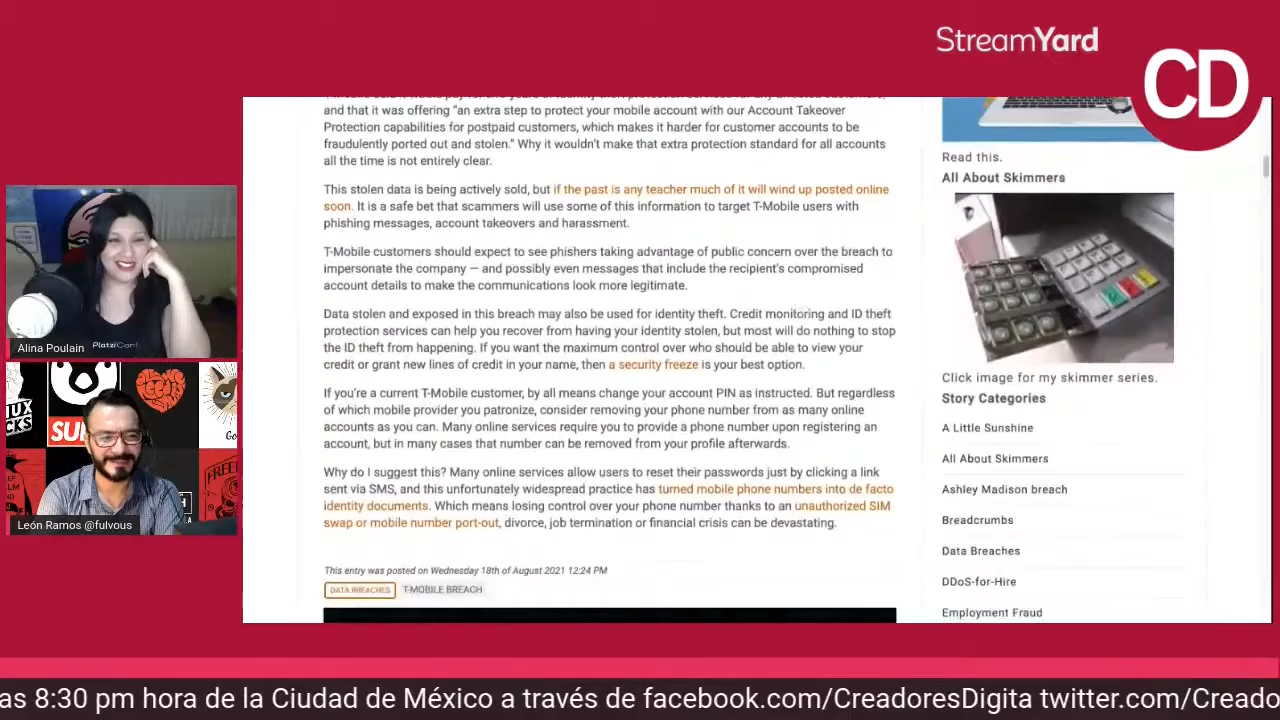 StreamYard
CD
and that it was offering “an extra step to protect your mobile account with our Account Takeover
Protection capabilities for postpaid customers, which makes it harder for customer accounts to be
fraudulently ported out and stolen.” Why it wouldn’t make that extra protection standard for all accounts
all the time is not entirely clear.
This stolen data is being actively sold, but if the past is any teacher much of it will wind up posted online
soon. It is a safe bet that scammers will use some of this information to target T-Mobile users with
phishing messages, account takeovers and harassment.
T-Mobile customers should expect to see phishers taking advantage of public concern over the breach to
impersonate the company — and possibly even messages that include the recipient’s compromised
account details to make the communications look more legitimate.
Data stolen and exposed in this breach may also be used for identity theft. Credit monitoring and ID theft
protection services can help you recover from having your identity stolen, but most will do nothing to stop
the ID theft from happening. If you want the maximum control over who should be able to view your
credit or grant new lines of credit in your name, then a security freeze is your best option.
If you’re a current T-Mobile customer, by all means change your account PIN as instructed. But regardless
of which mobile provider you patronize, consider removing your phone number from as many online
accounts as you can. Many online services require you to provide a phone number upon registering an
account, but in many cases that number can be removed from your profile afterwards.
Why do I suggest this? Many online services allow users to reset their passwords just by clicking a link
sent via SMS, and this unfortunately widespread practice has turned mobile phone numbers into de facto
identity documents. Which means losing control over your phone number thanks to an unauthorized SIM
swap or mobile number port-out, divorce, job termination or financial crisis can be devastating.
This entry was posted on Wednesday 18th of August 2021 12:24 PM
DATA BREACHES
T-MOBILE BREACH
Read this.
All About Skimmers
Click image for my skimmer series.
Story Categories
A Little Sunshine
All About Skimmers
Ashley Madison breach
Breadcrumbs
Data Breaches
DDoS-for-Hire
Employment Fraud
Alina Poulain
PlatziConf
León Ramos @fulvous
as 8:30 pm hora de la Ciudad de México a través de facebook.com/CreadoresDigita twitter.com/Creado